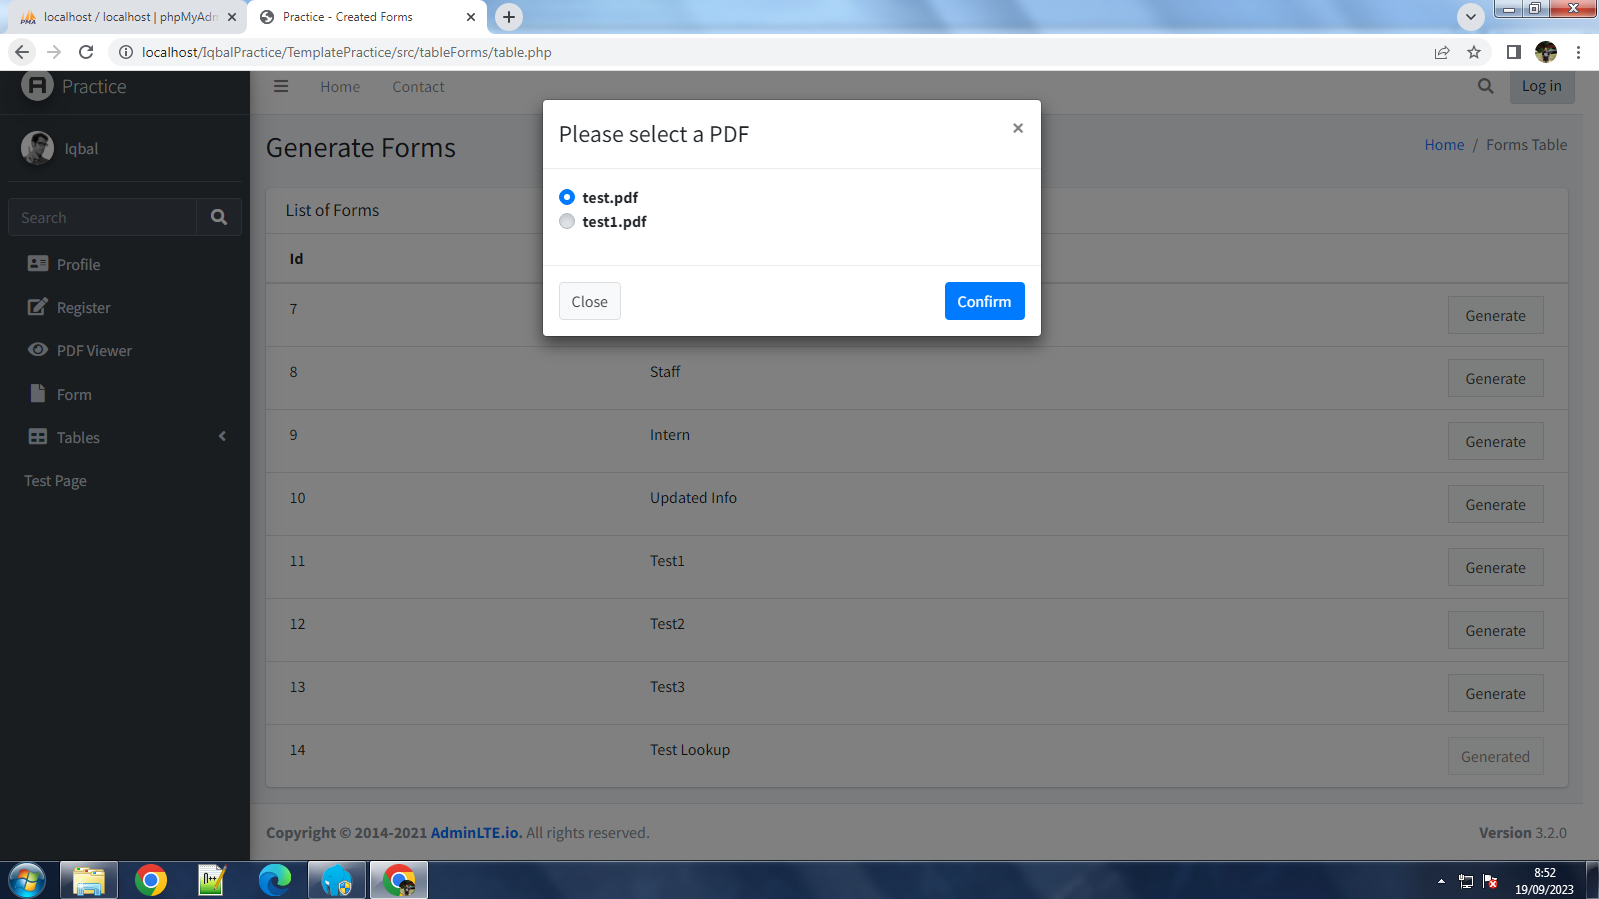 localhost / localhost | phpMyAdm
Practice - Created Forms
localhost/IqbalPractice/TemplatePractice/src/tableForms/table.php
Practice
Home
Contact
Log in
Please select a PDF
×
Iqbal
Generate Forms
Home / Forms Table
test.pdf
test1.pdf
Search
List of Forms
Id
Close
Confirm
Profile
Register
PDF Viewer
Form
Tables
Test Page
7
Generate
8
Staff
Generate
9
Intern
Generate
10
Updated Info
Generate
11
Test1
Generate
12
Test2
Generate
13
Test3
Generate
14
Test Lookup
Generated
Copyright © 2014-2021 AdminLTE.io. All rights reserved.
Version 3.2.0
8:52
19/09/2023